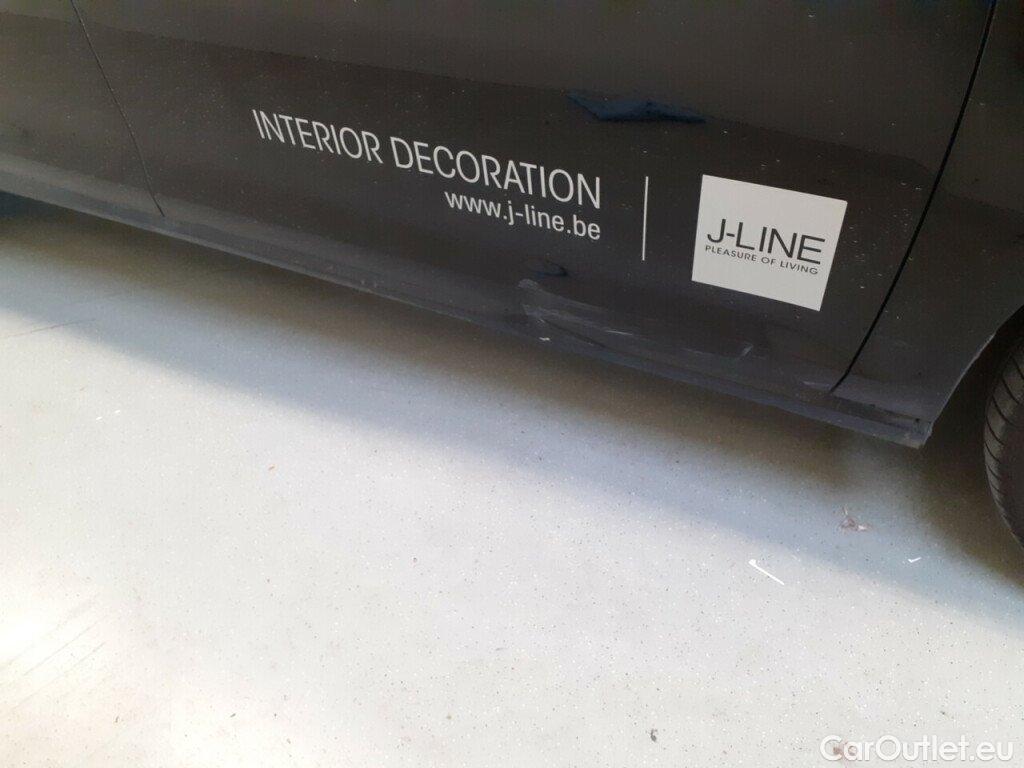 INTERIOR DECORATION
www.j-line.be
J-LINE
PLEASURE OF LIVING
CarOutlet.eu